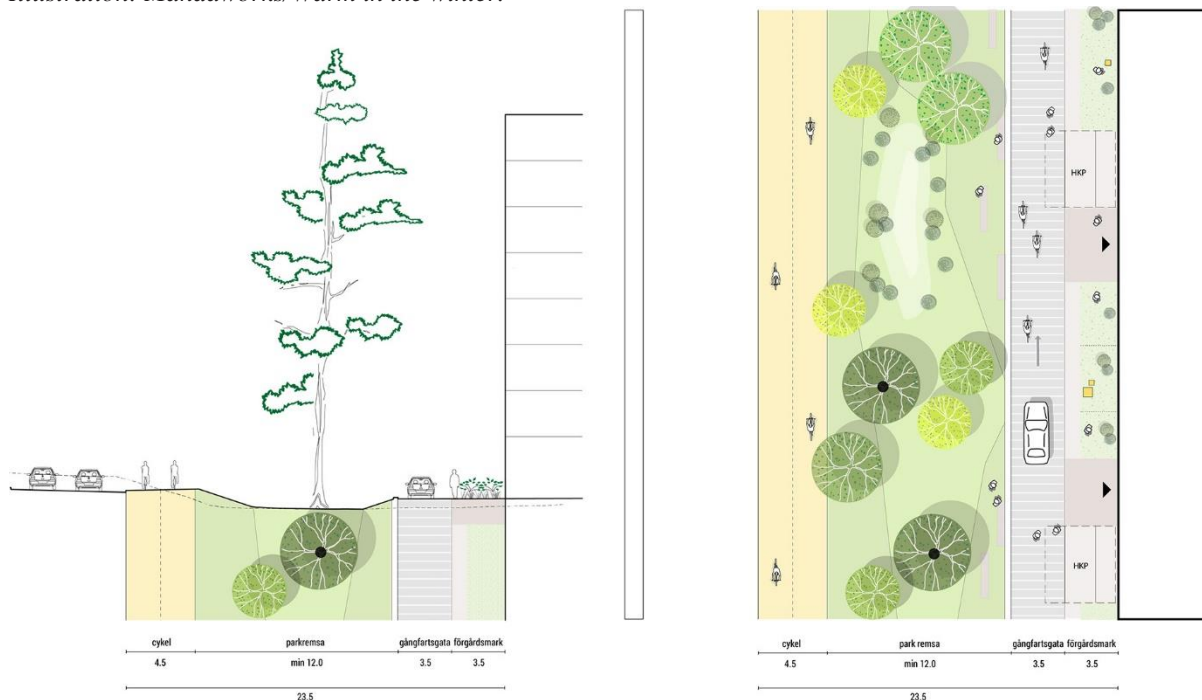 Illustration: Mandaworks/Warm in the Winter.
cykel parkremsa gångfartsgata förgårdsmark
4.5 min 12.0 3.5 3.5
23.5
HKP
HKP
cykel park remsa gångfartsgata förgårdsmark
4.5 min 12.0 3.5 3.5
23.5